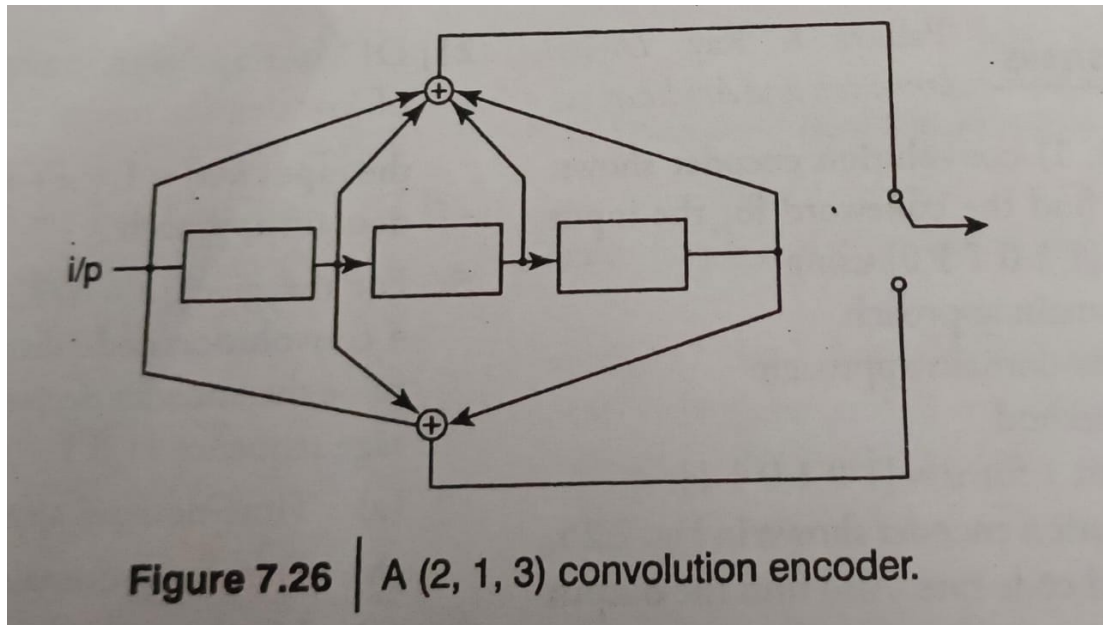 i/p
Figure 7.26 | A (2, 1, 3) convolution encoder.